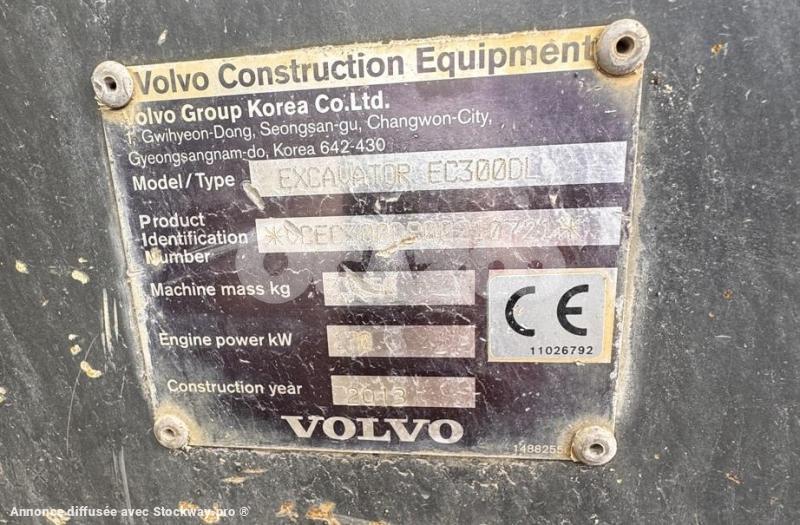 Volvo Construction Equipment
Volvo Group Korea Co.Ltd.
1, Gwihyeon-Dong, Seongsan-gu, Changwon-City,
Gyeongsangnam-do, Korea 642-430
Model/Type EXCAVATOR EC300DL
Product
Identification
Number
Machine mass kg
CE
11026792
Engine power kW
Construction year 2013
VOLVO
1488255
Annonce diffusée avec Stockway.pro ®